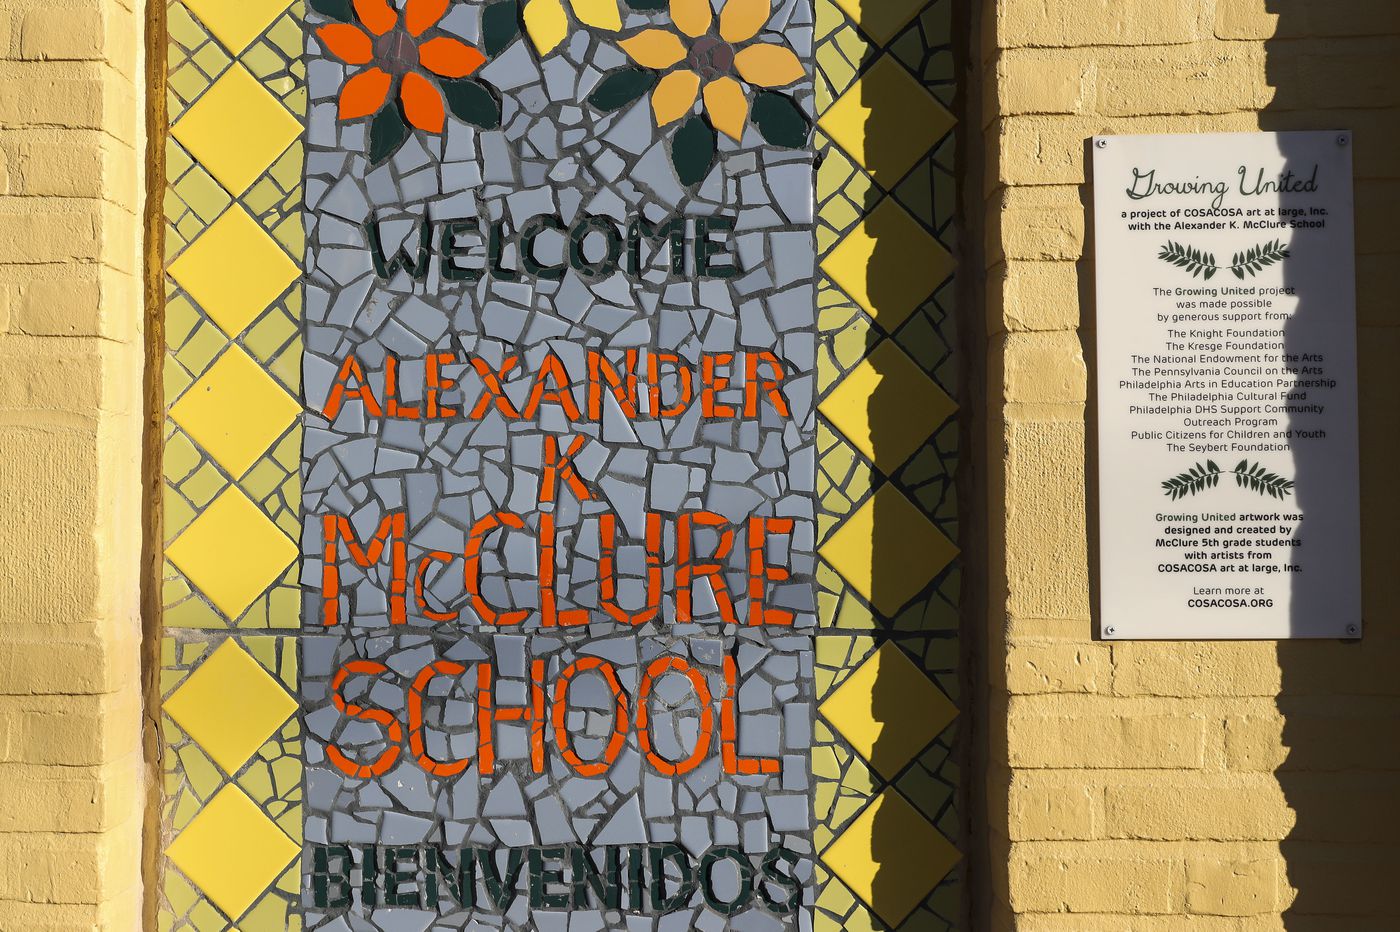 WELCOME
ALEXANDER
K
McCLURE
SCHOOL
BIENVENIDOS
Growing United
a project of COSACOSA art at large, Inc.
with the Alexander K. McClure School
The Growing United project
was made possible
by generous support from:
The Knight Foundation
The Kresge Foundation
The National Endowment for the Arts
The Pennsylvania Council on the Arts
Philadelphia Arts in Education Partnership
The Philadelphia Cultural Fund
Philadelphia DHS Support Community
Outreach Program
Public Citizens for Children and Youth
The Seybert Foundation
Growing United artwork was
designed and created by
McClure 5th grade students
with artists from
COSACOSA art at large, Inc.
Learn more at
COSACOSA.ORG